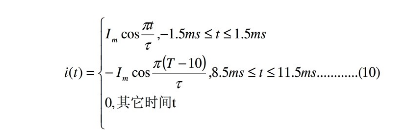 I_m cos πt/τ ,-1.5ms ≤ t ≤ 1.5ms
i(t) = { - I_m cos π(T-10)/τ ,8.5ms ≤ t ≤ 11.5ms............(10)
0,其它时间t